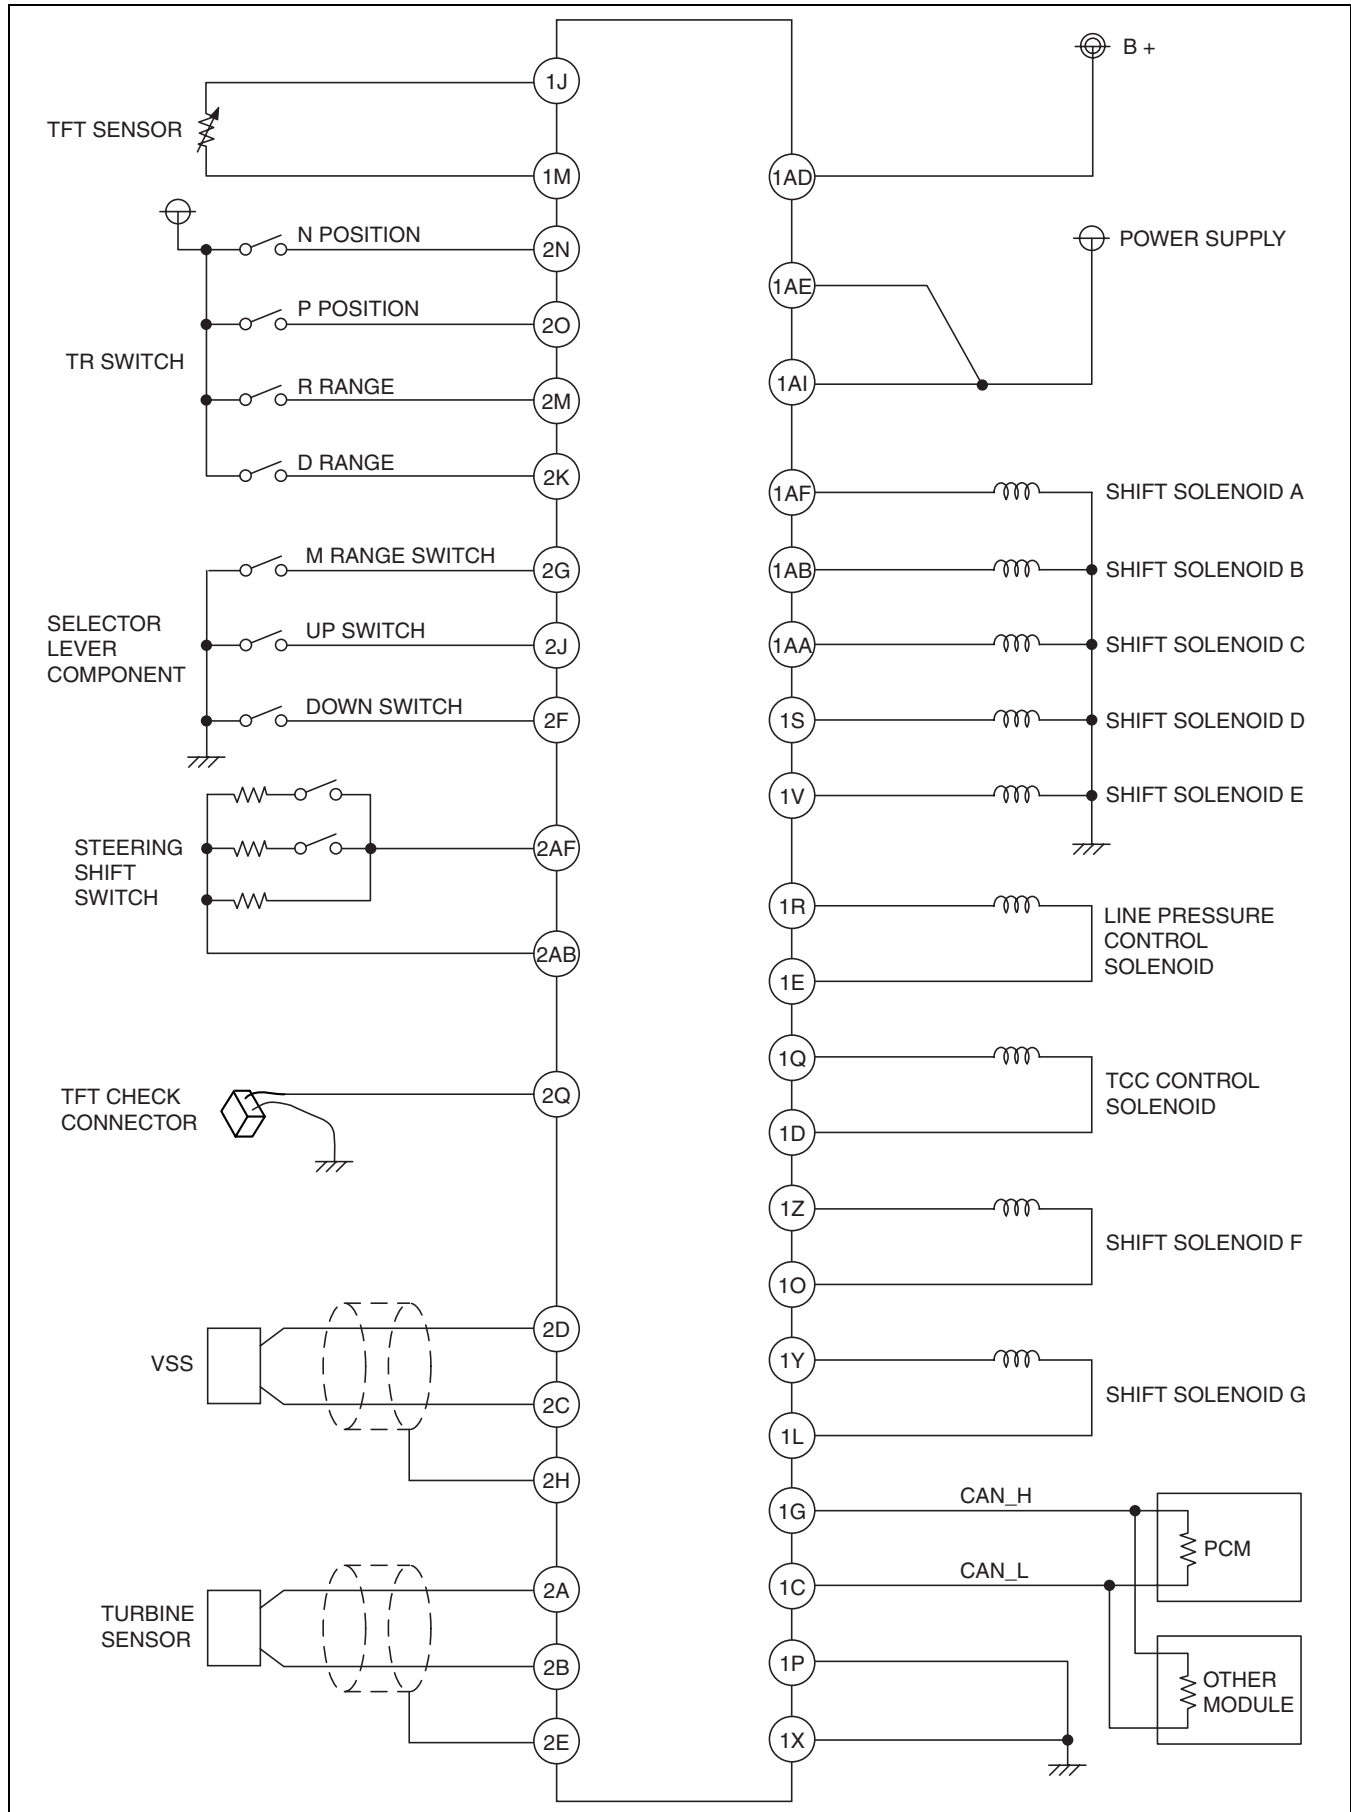 B +
1J
TFT SENSOR
1M
1AD
N POSITION
2N
POWER SUPPLY
1AE
P POSITION
2O
TR SWITCH
1AI
R RANGE
2M
D RANGE
2K
1AF
SHIFT SOLENOID A
M RANGE SWITCH
2G
1AB
SHIFT SOLENOID B
SELECTOR
LEVER
COMPONENT
UP SWITCH
2J
1AA
SHIFT SOLENOID C
DOWN SWITCH
2F
1S
SHIFT SOLENOID D
1V
SHIFT SOLENOID E
STEERING
SHIFT
SWITCH
2AF
1R
LINE PRESSURE
CONTROL
SOLENOID
2AB
1E
1Q
TCC CONTROL
SOLENOID
TFT CHECK
CONNECTOR
2Q
1D
1Z
SHIFT SOLENOID F
1O
2D
VSS
1Y
SHIFT SOLENOID G
2C
1L
2H
1G
CAN_H
PCM
2A
1C
CAN_L
TURBINE
SENSOR
2B
1P
OTHER
MODULE
2E
1X